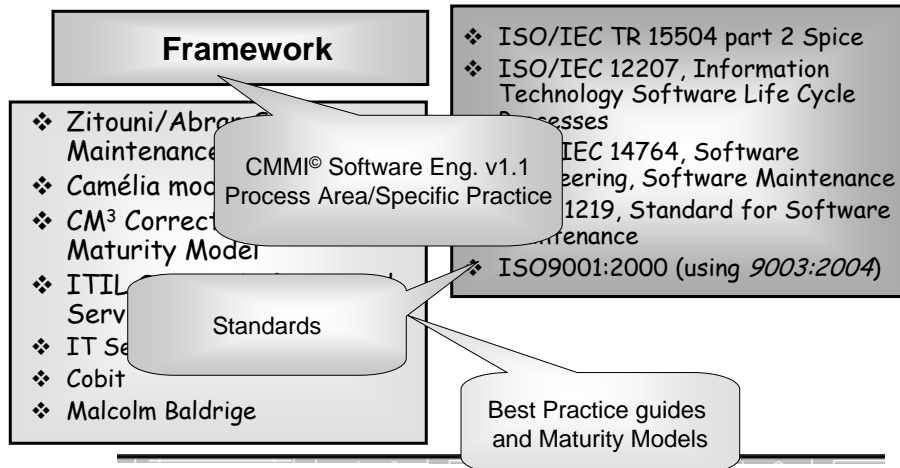 Framework
❖ Zitouni/Abran
Maintenance
❖ Camélia mod
❖ CM³ Correct
Maturity Model
❖ ITIL
Serv
❖ IT Se
❖ Cobit
❖ Malcolm Baldrige
CMMI© Software Eng. v1.1
Process Area/Specific Practice
Standards
❖ ISO/IEC TR 15504 part 2 Spice
❖ ISO/IEC 12207, Information
Technology Software Life Cycle
Processes
IEC 14764, Software
eering, Software Maintenance
1219, Standard for Software
ntenance
❖ ISO9001:2000 (using 9003:2004)
Best Practice guides
and Maturity Models